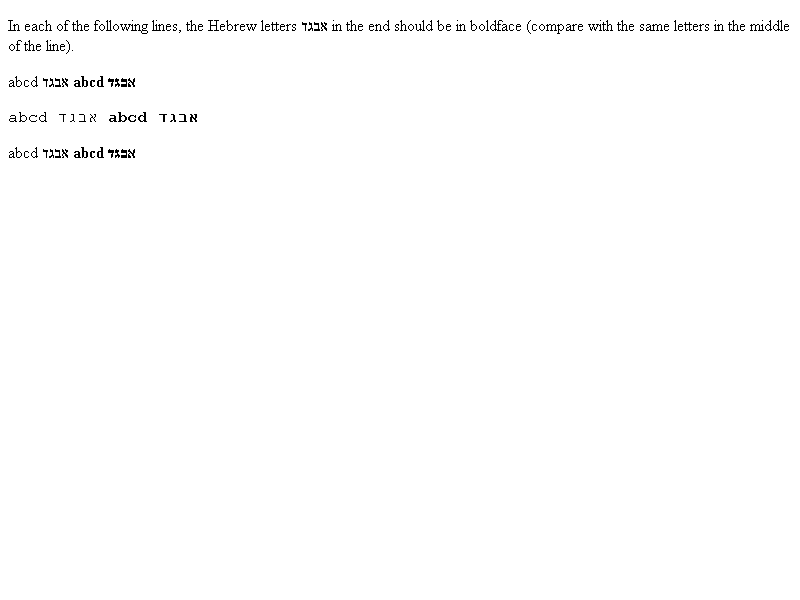 In each of the following lines, the Hebrew letters אבגד in the end should be in boldface (compare with the same letters in the middle
of the line).
abcd אבגד abcd אבגד
abcd אבגד abcd אבגד
abcd אבגד abcd אבגד